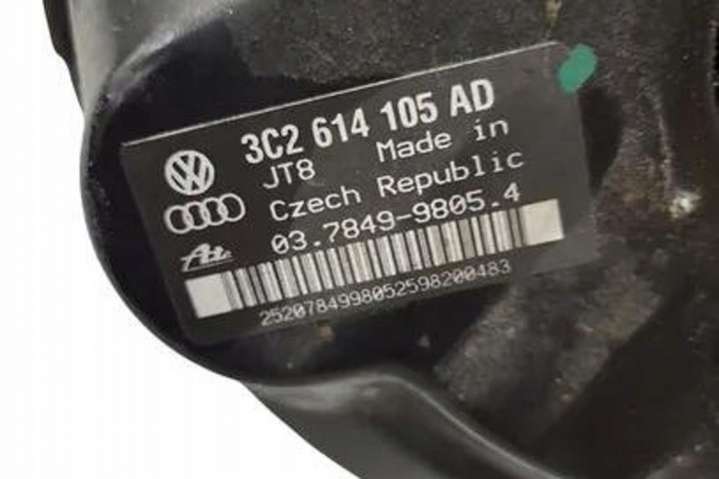 3C2 614 105 AD
JT8 Made in
Czech Republic
03.7849-9805.4
Ate
2520784998052598200483